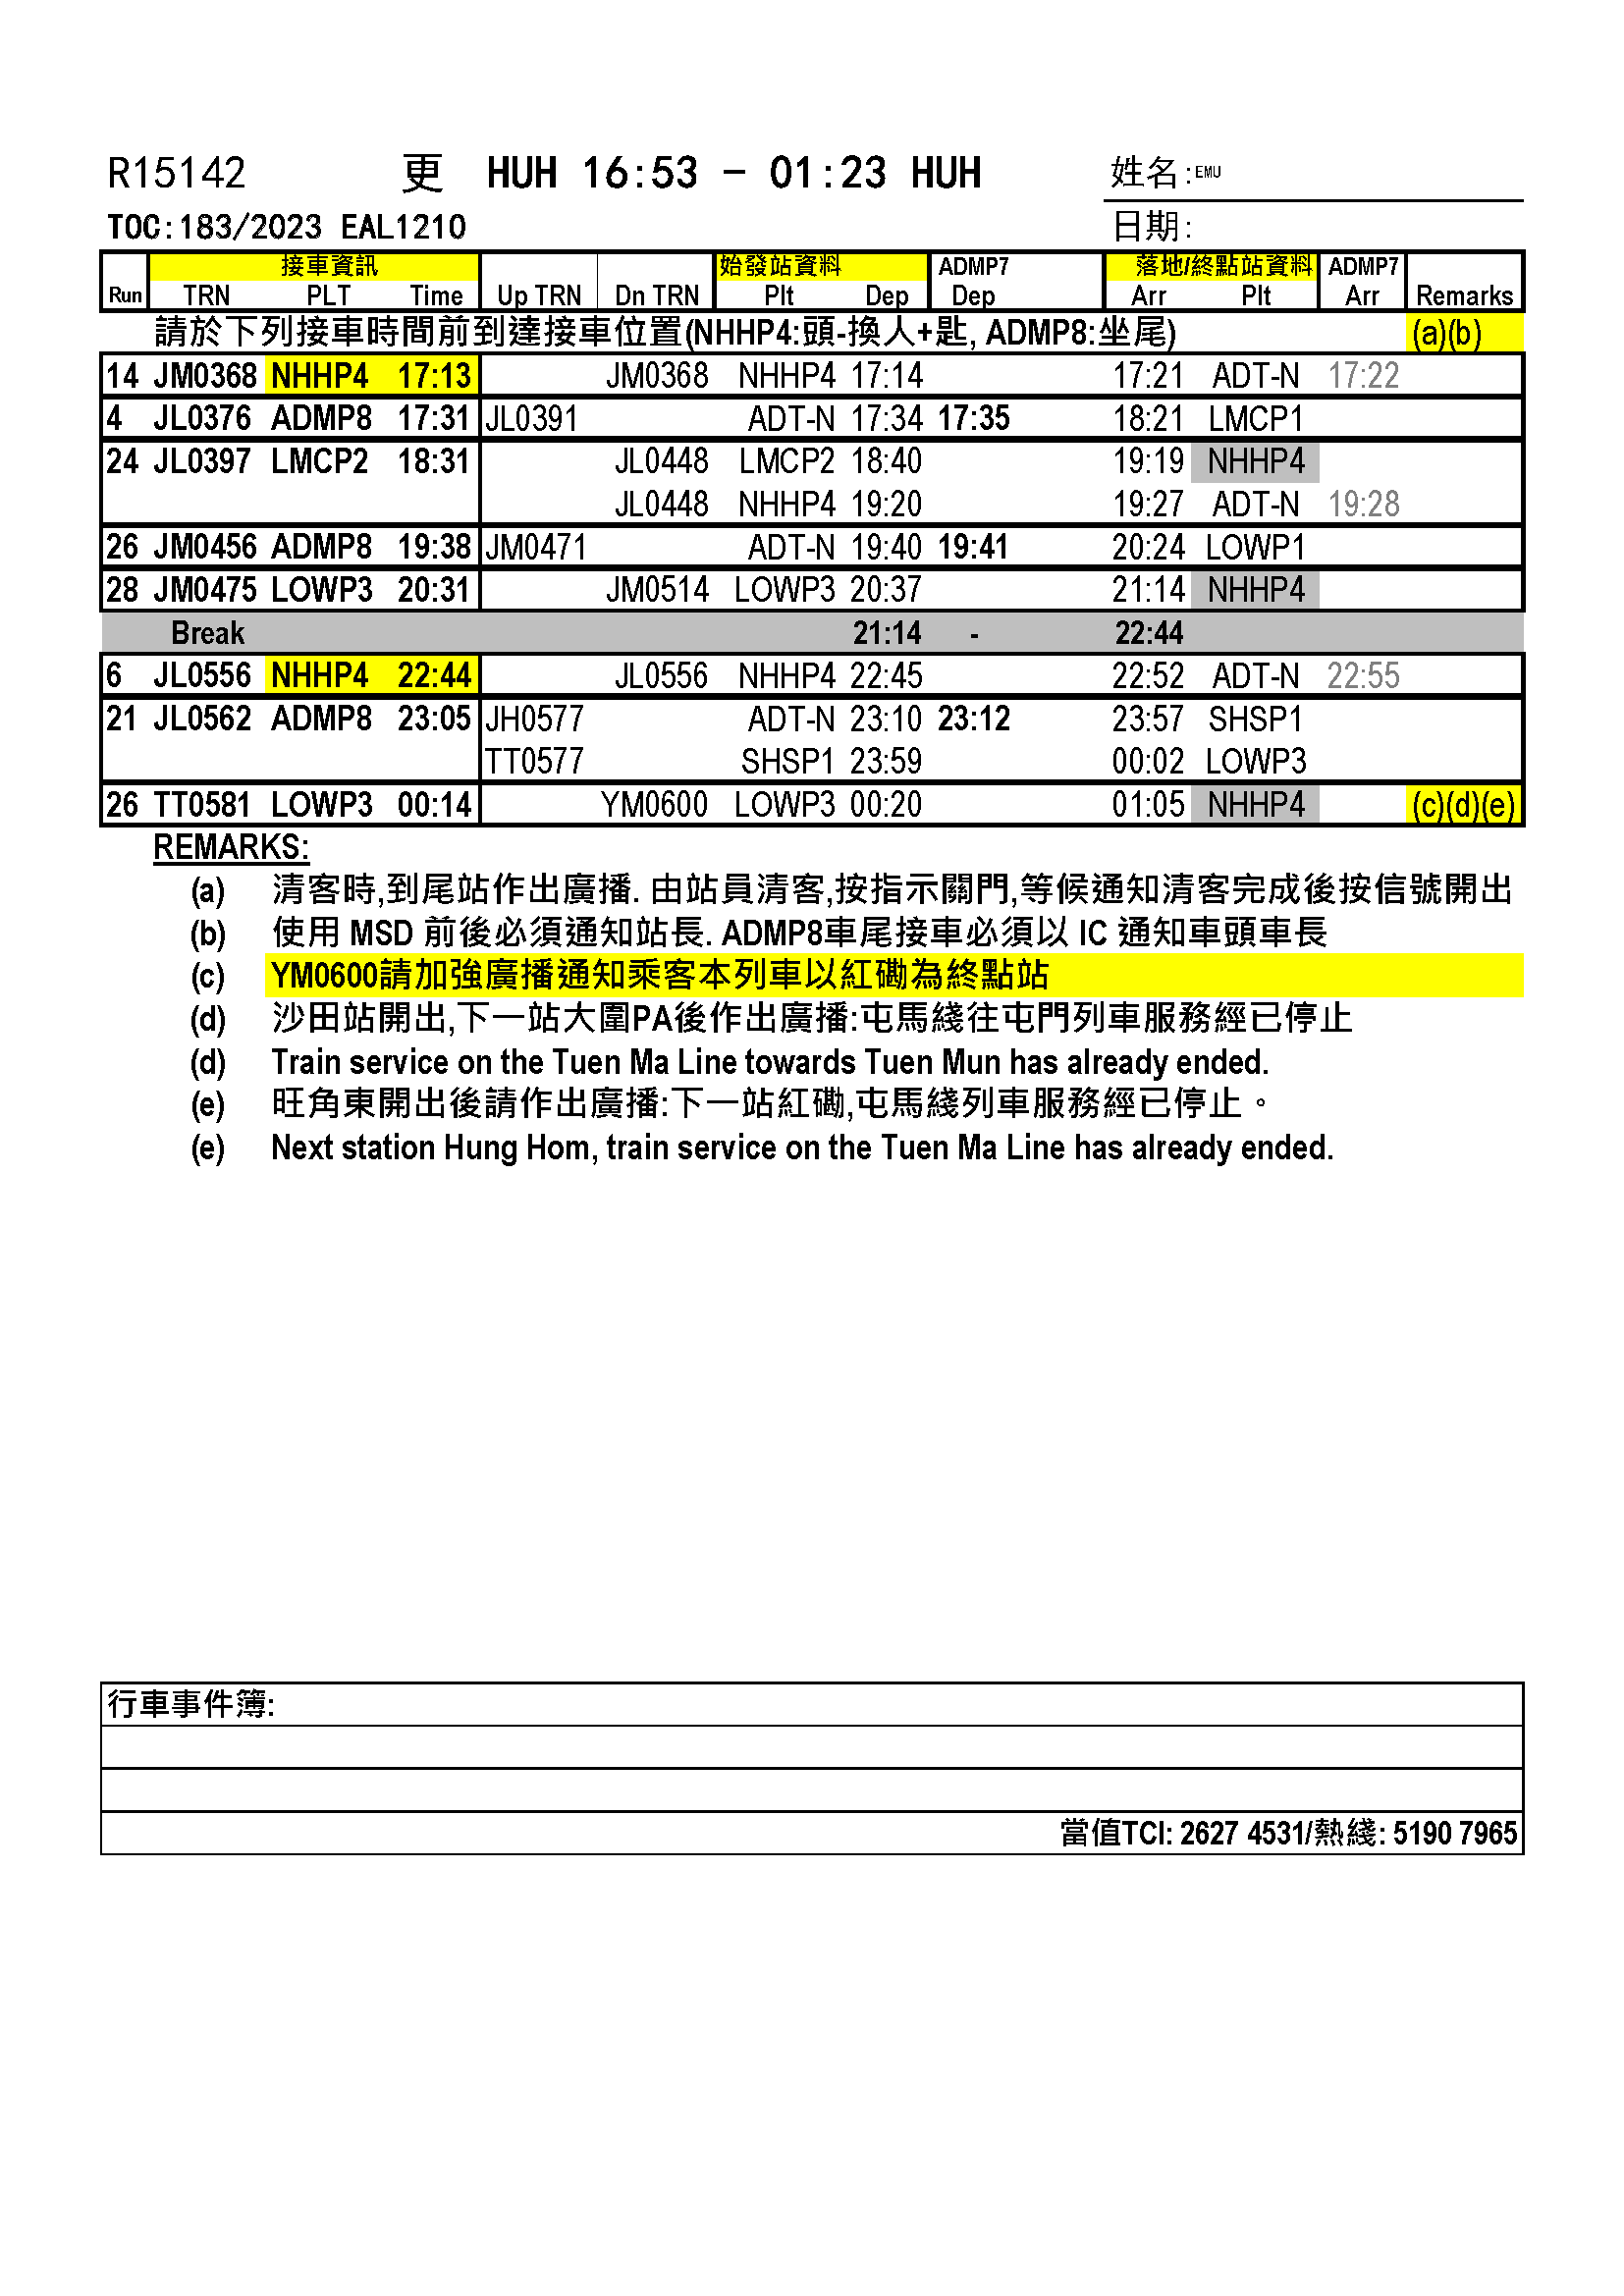 R15142 更 HUH 16:53 - 01:23 HUH 姓名:EMU
TOC:183/2023 EAL1210 日期:
接車資訊 始發站資料 ADMP7 落地/終點站資料 ADMP7
Run TRN PLT Time Up TRN Dn TRN Plt Dep Dep Arr Plt Arr Remarks
請於下列接車時間前到達接車位置(NHHP4:頭-換人+匙, ADMP8:坐尾) (a)(b)
14 JM0368 NHHP4 17:13 JM0368 NHHP4 17:14 17:21 ADT-N 17:22
4 JL0376 ADMP8 17:31 JL0391 ADT-N 17:34 17:35 18:21 LMCP1
24 JL0397 LMCP2 18:31 JL0448 LMCP2 18:40 19:19 NHHP4
JL0448 NHHP4 19:20 19:27 ADT-N 19:28
26 JM0456 ADMP8 19:38 JM0471 ADT-N 19:40 19:41 20:24 LOWP1
28 JM0475 LOWP3 20:31 JM0514 LOWP3 20:37 21:14 NHHP4
Break 21:14 - 22:44
6 JL0556 NHHP4 22:44 JL0556 NHHP4 22:45 22:52 ADT-N 22:55
21 JL0562 ADMP8 23:05 JH0577 ADT-N 23:10 23:12 23:57 SHSP1
TT0577 SHSP1 23:59 00:02 LOWP3
26 TT0581 LOWP3 00:14 YM0600 LOWP3 00:20 01:05 NHHP4 (c)(d)(e)
REMARKS:
(a) 清客時,到尾站作出廣播. 由站員清客,按指示關門,等候通知清客完成後按信號開出
(b) 使用 MSD 前後必須通知站長. ADMP8車尾接車必須以 IC 通知車頭車長
(c) YM0600請加強廣播通知乘客本列車以紅磡為終點站
(d) 沙田站開出,下一站大圍PA後作出廣播:屯馬綫往屯門列車服務經已停止
(d) Train service on the Tuen Ma Line towards Tuen Mun has already ended.
(e) 旺角東開出後請作出廣播:下一站紅磡,屯馬綫列車服務經已停止。
(e) Next station Hung Hom, train service on the Tuen Ma Line has already ended.
行車事件簿:
當值TCI: 2627 4531/熱綫: 5190 7965